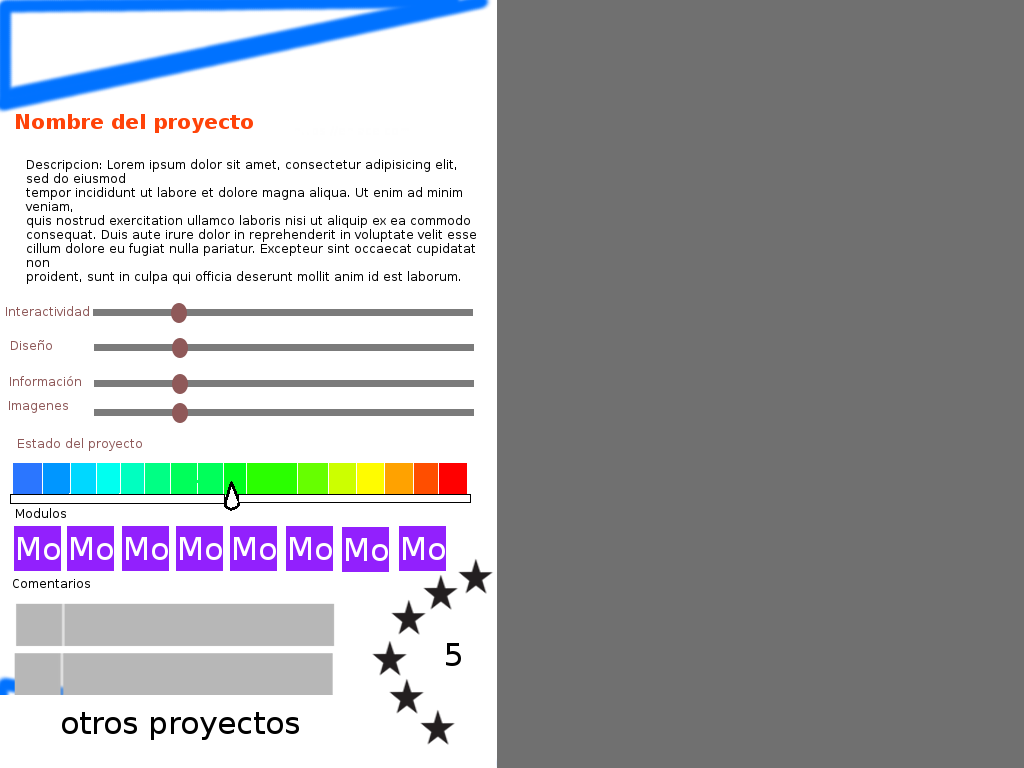 Nombre del proyecto
Descripcion: Lorem ipsum dolor sit amet, consectetur adipisicing elit,
sed do eiusmod
tempor incididunt ut labore et dolore magna aliqua. Ut enim ad minim
veniam,
quis nostrud exercitation ullamco laboris nisi ut aliquip ex ea commodo
consequat. Duis aute irure dolor in reprehenderit in voluptate velit esse
cillum dolore eu fugiat nulla pariatur. Excepteur sint occaecat cupidatat
non
proident, sunt in culpa qui officia deserunt mollit anim id est laborum.
Interactividad
Diseño
Información
Imagenes
Estado del proyecto
Modulos
Mo Mo Mo Mo Mo Mo Mo Mo
Comentarios
5
otros proyectos